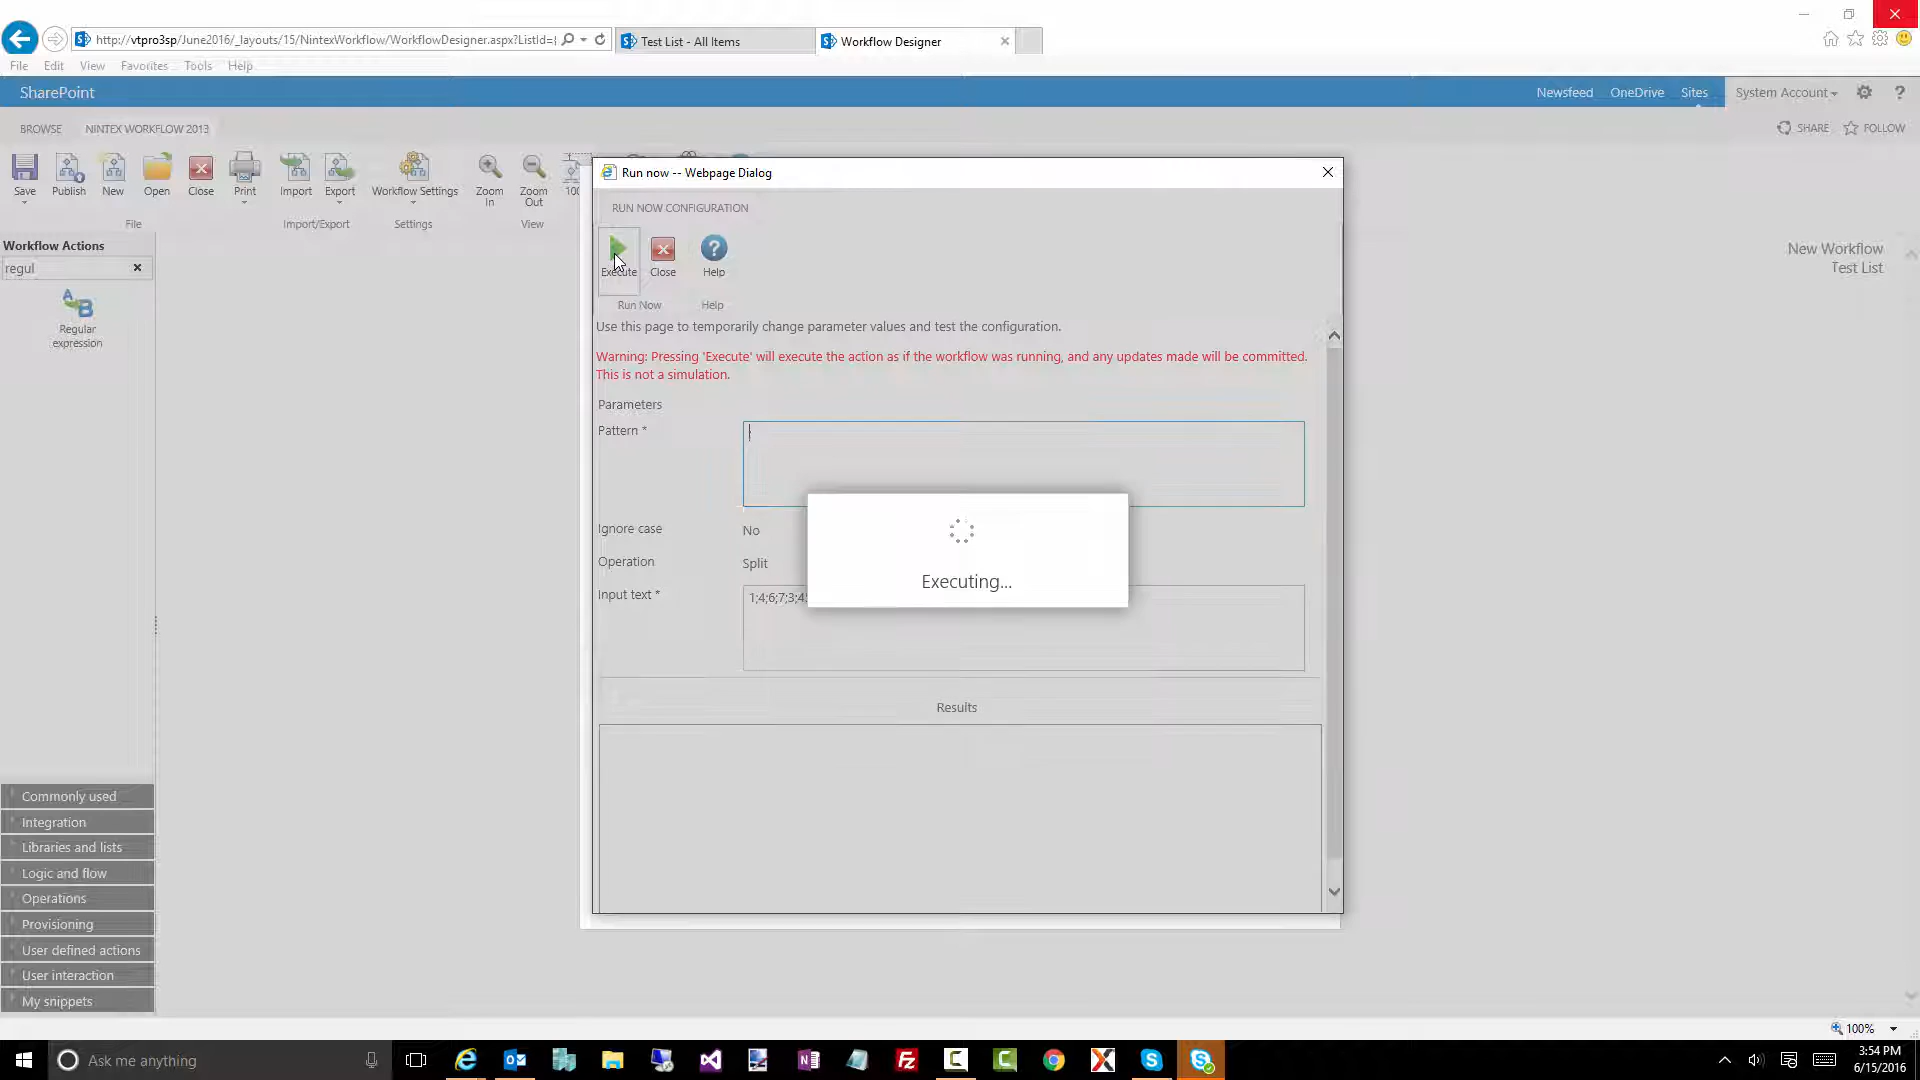 http://vtpro3sp/June2016/_layouts/15/NintexWorkflow/WorkflowDesigner.aspx?ListId={
Test List - All Items
Workflow Designer
File Edit View Favorites Tools Help
SharePoint
Newsfeed OneDrive Sites System Account ?
BROWSE NINTEX WORKFLOW 2013
SHARE FOLLOW
Save Publish New Open Close Print Import Export Workflow Settings Zoom In Zoom Out 100
File Import/Export Settings View
Workflow Actions
regul
Regular
expression
New Workflow
Test List
Run now -- Webpage Dialog
RUN NOW CONFIGURATION
Execute Close Help
Run Now Help
Use this page to temporarily change parameter values and test the configuration.
Warning: Pressing 'Execute' will execute the action as if the workflow was running, and any updates made will be committed.
This is not a simulation.
Parameters
Pattern *
Ignore case No
Operation Split
Input text * 1;4;6;7;3;4
Executing...
Results
Commonly used
Integration
Libraries and lists
Logic and flow
Operations
Provisioning
User defined actions
User interaction
My snippets
100%
Ask me anything
3:54 PM
6/15/2016